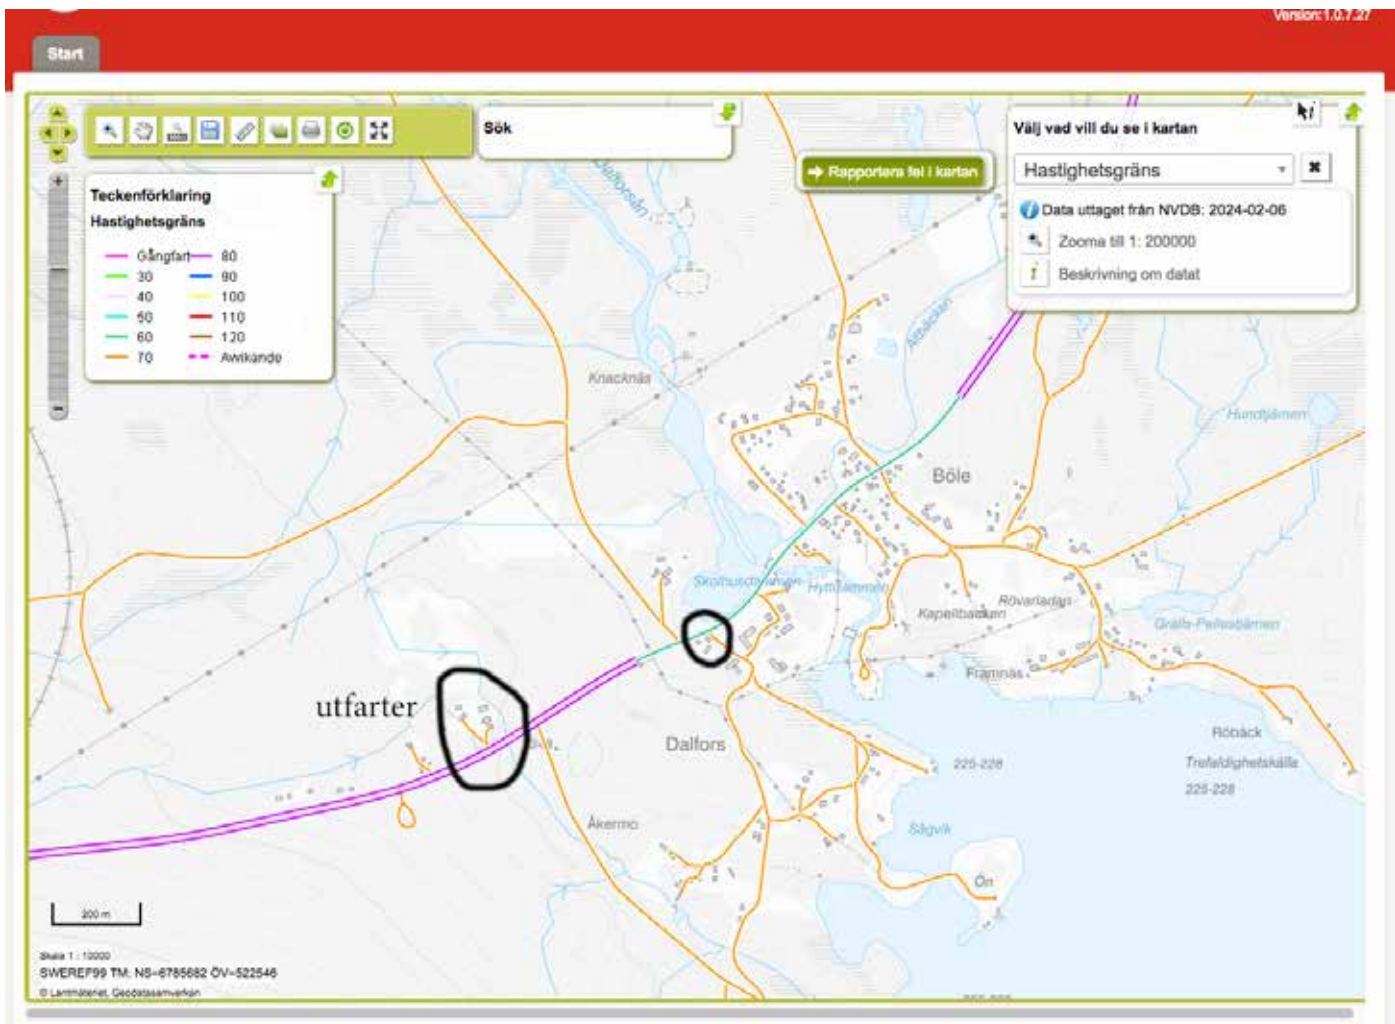 Version:1.0.7.27
Start
Sök
Välj vad vill du se i kartan
Rapportera fel i kartan
Hastighetsgräns
Data uttaget från NVDB: 2024-02-06
Zooma till 1: 200000
Beskrivning om datat
Teckenförklaring
Hastighetsgräns
Gångfart 80
30 90
40 100
50 110
60 120
70 Avvikande
Dalforsån
Knacknäs
Hundtjärnen
Böle
Skolhustjärnen
Hyttkammen
Kapellbacken
Rövarladan
Grälls-Pellestjärnen
Framnäs
utfarter
Dalfors
225-228
Röbäck
Trefaldighetskälla
225-228
Åkermo
Sågvik
Ön
200 m
Skala 1 : 10000
SWEREF99 TM: NS=6785682 ÖV=522546
© Lantmäteriet, Geodatasamverkan